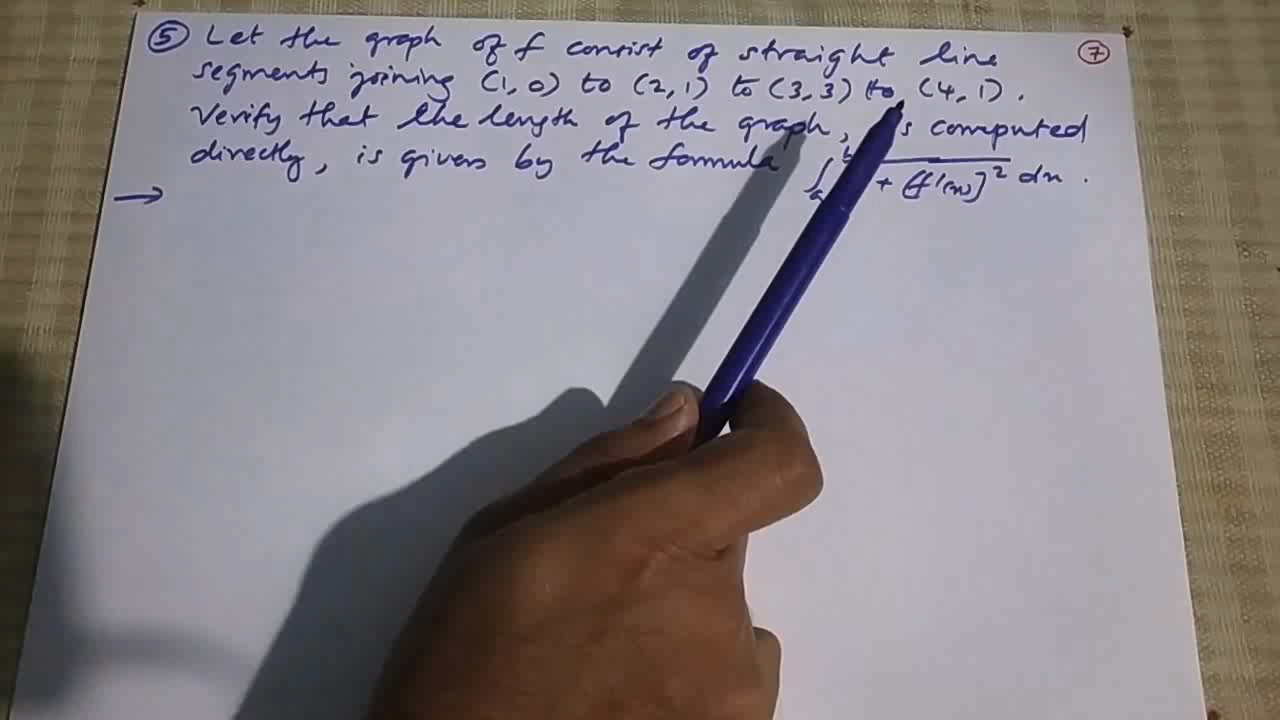 ⑤ Let the graph of f consist of straight line ⑦
segments joining (1, 0) to (2, 1) to (3, 3) to (4, 1).
Verify that the length of the graph, s computed
directly, is given by the formula ∫ₐᵇ + [f'(x)]² dx.
→